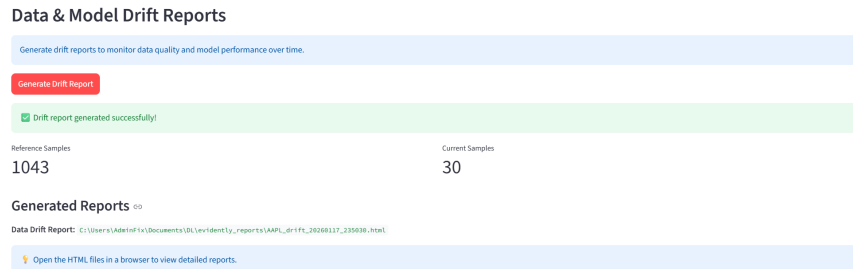 Data & Model Drift Reports
Generate drift reports to monitor data quality and model performance over time.
Generate Drift Report
✅ Drift report generated successfully!
Reference Samples
1043
Current Samples
30
Generated Reports
Data Drift Report: C:\Users\AdminFix\Documents\DL\evidently_reports\AAPL_drift_20260117_235038.html
💡 Open the HTML files in a browser to view detailed reports.